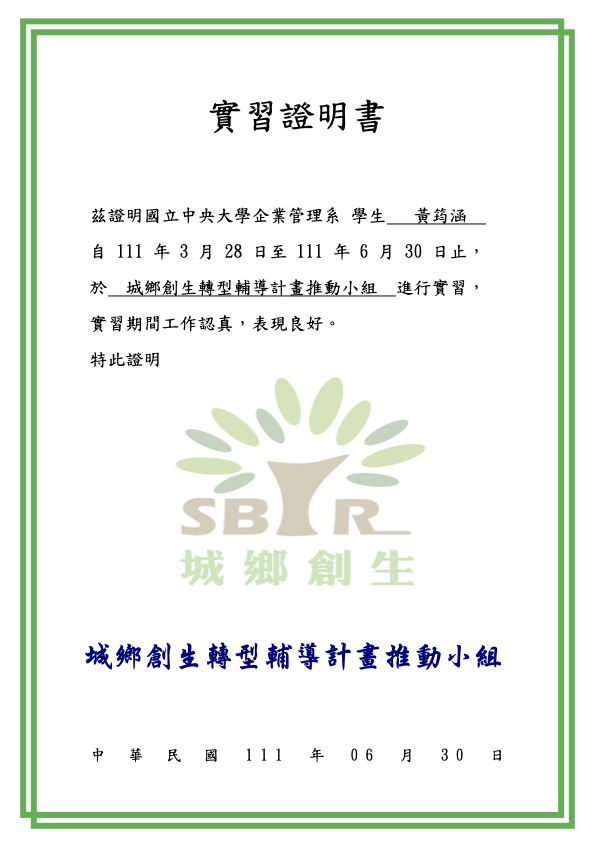 實習證明書
茲證明國立中央大學企業管理系 學生 黃筠涵
自 111 年 3 月 28 日至 111 年 6 月 30 日止，
於 城鄉創生轉型輔導計畫推動小組 進行實習，
實習期間工作認真，表現良好。
特此證明
SBIR
城鄉創生
城鄉創生轉型輔導計畫推動小組
中華民國 111 年 06 月 30 日